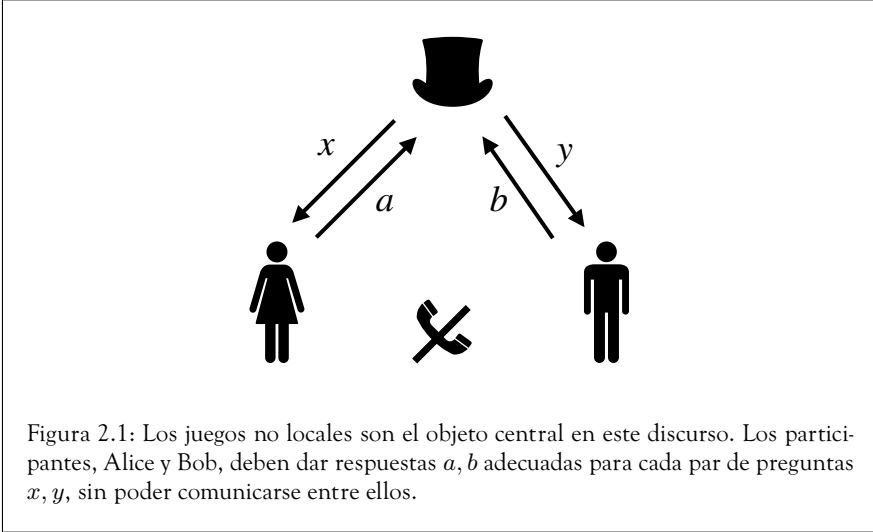 x
y
a
b
Figura 2.1: Los juegos no locales son el objeto central en este discurso. Los partici-
pantes, Alice y Bob, deben dar respuestas a, b adecuadas para cada par de preguntas
x, y, sin poder comunicarse entre ellos.